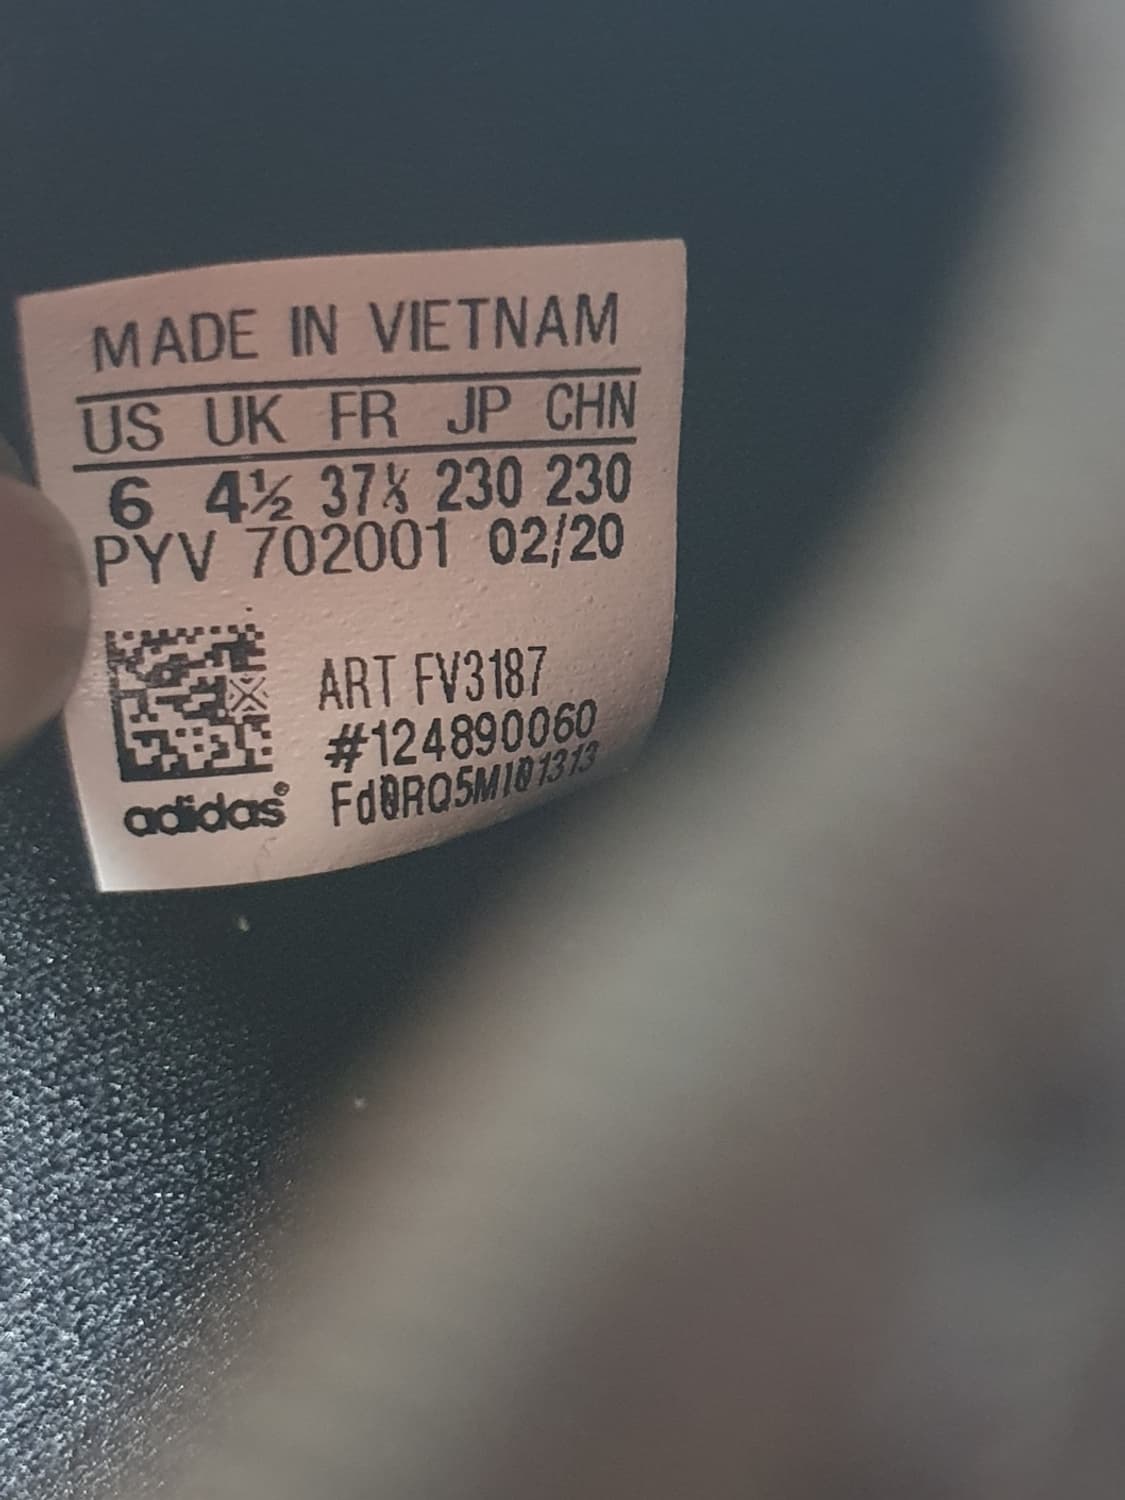 MADE IN VIETNAM
US UK FR JP CHN
6 4½ 37⅓ 230 230
PYV 702001 02/20
ART FV3187
#124890060
adidas® Fd0RQ5MI01313